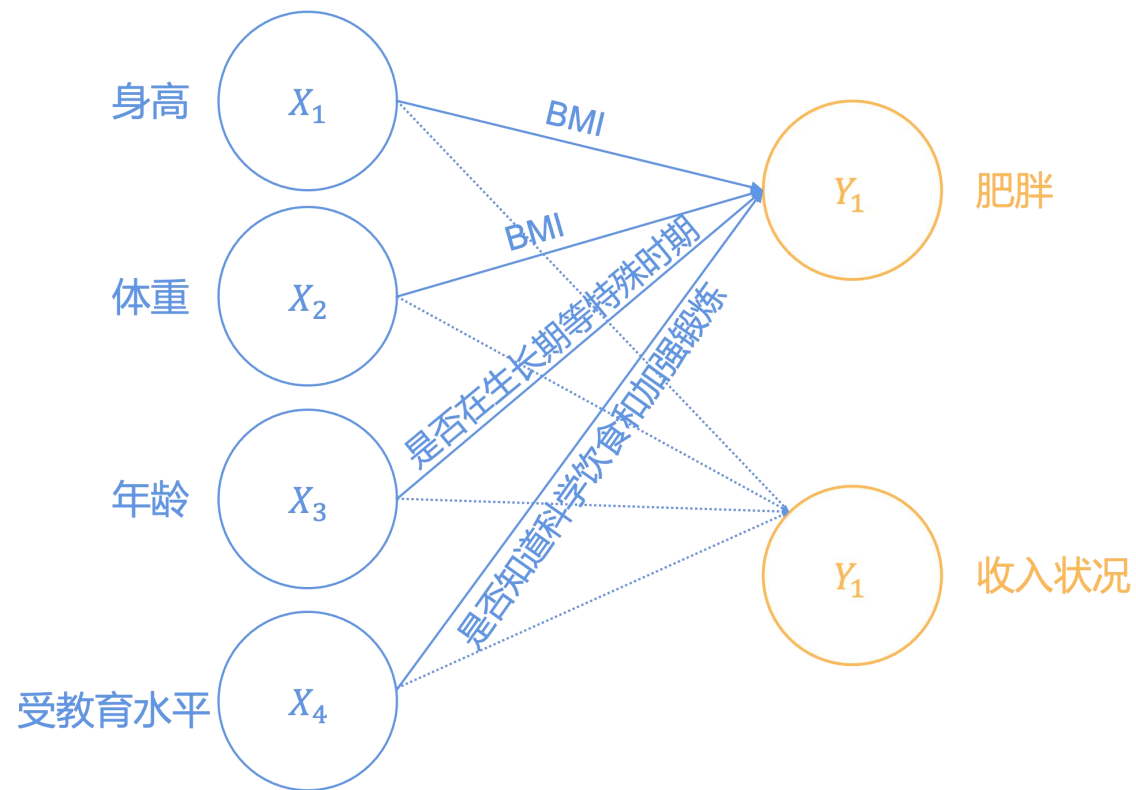 身高
X₁
BMI
Y₁
肥胖
体重
X₂
BMI
是否在生长期等特殊时期
年龄
X₃
是否知道科学饮食和加强锻炼
Y₁
收入状况
受教育水平
X₄